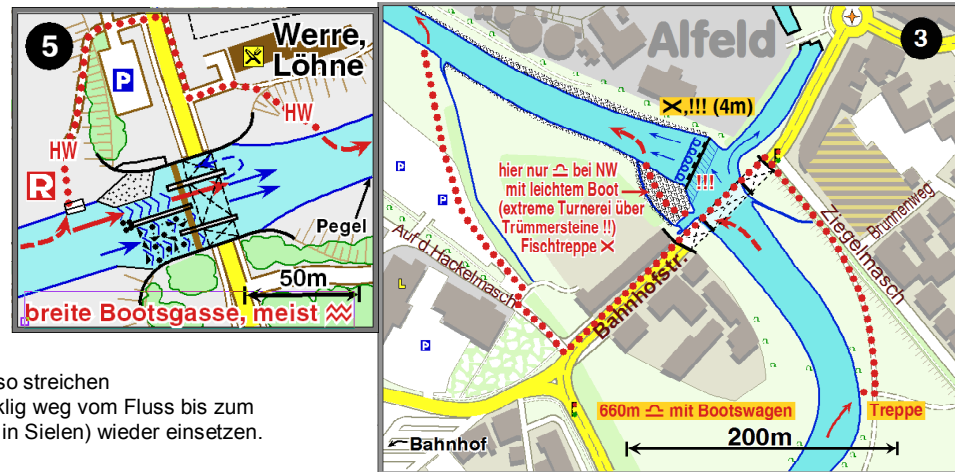 5
Werre,
Löhne
P
HW
HW
R
Pegel
50m
breite Bootsgasse, meist
so streichen
klig weg vom Fluss bis zum
in Sielen) wieder einsetzen.
Alfeld
3
X,!!! (4m)
!!!
hier nur bei NW
mit leichtem Boot
(extreme Turnerei über
Trümmersteine !!)
Fischtreppe X
P
P
Auf d. Hackelmasch
L
P
Bahnhofstr.
Ziegelmasch
Brunnenweg
660m mit Bootswagen
Treppe
200m
Bahnhof